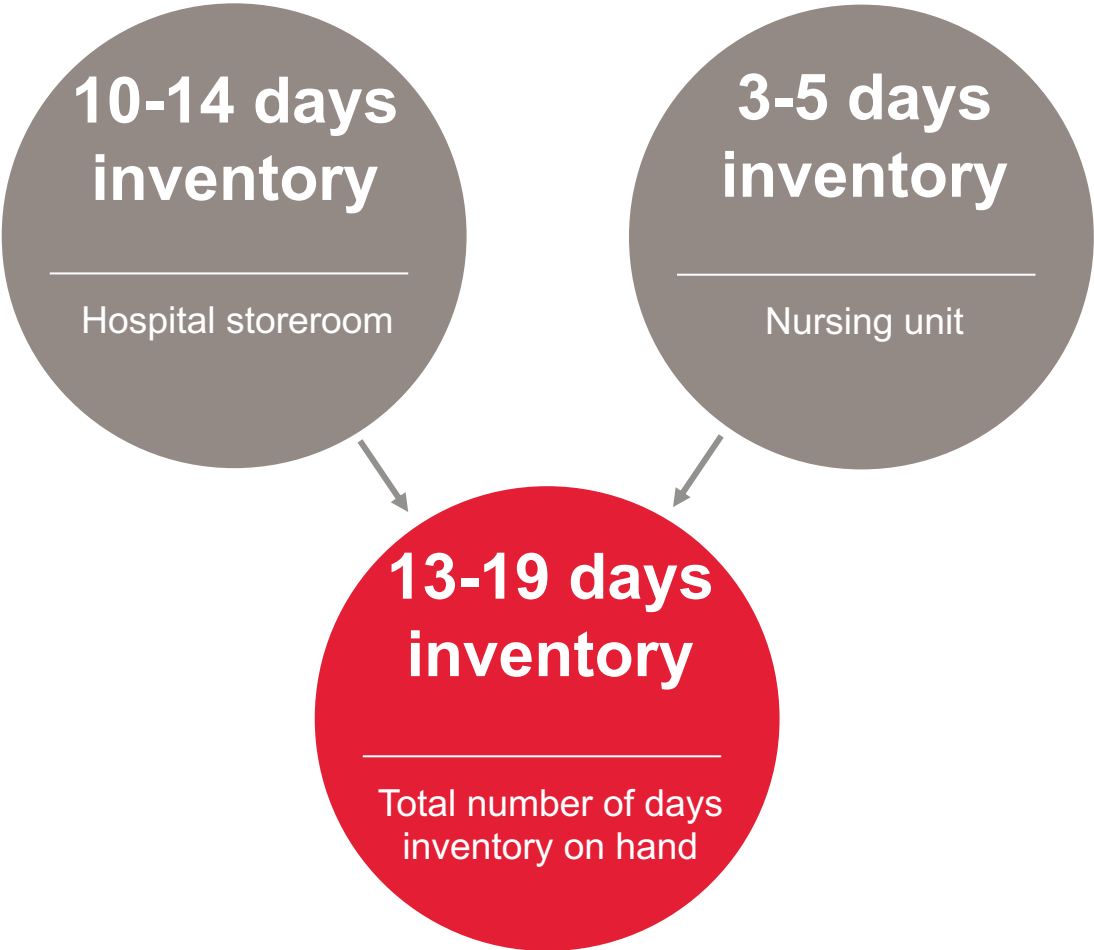 10-14 days
inventory
Hospital storeroom
3-5 days
inventory
Nursing unit
13-19 days
inventory
Total number of days
inventory on hand